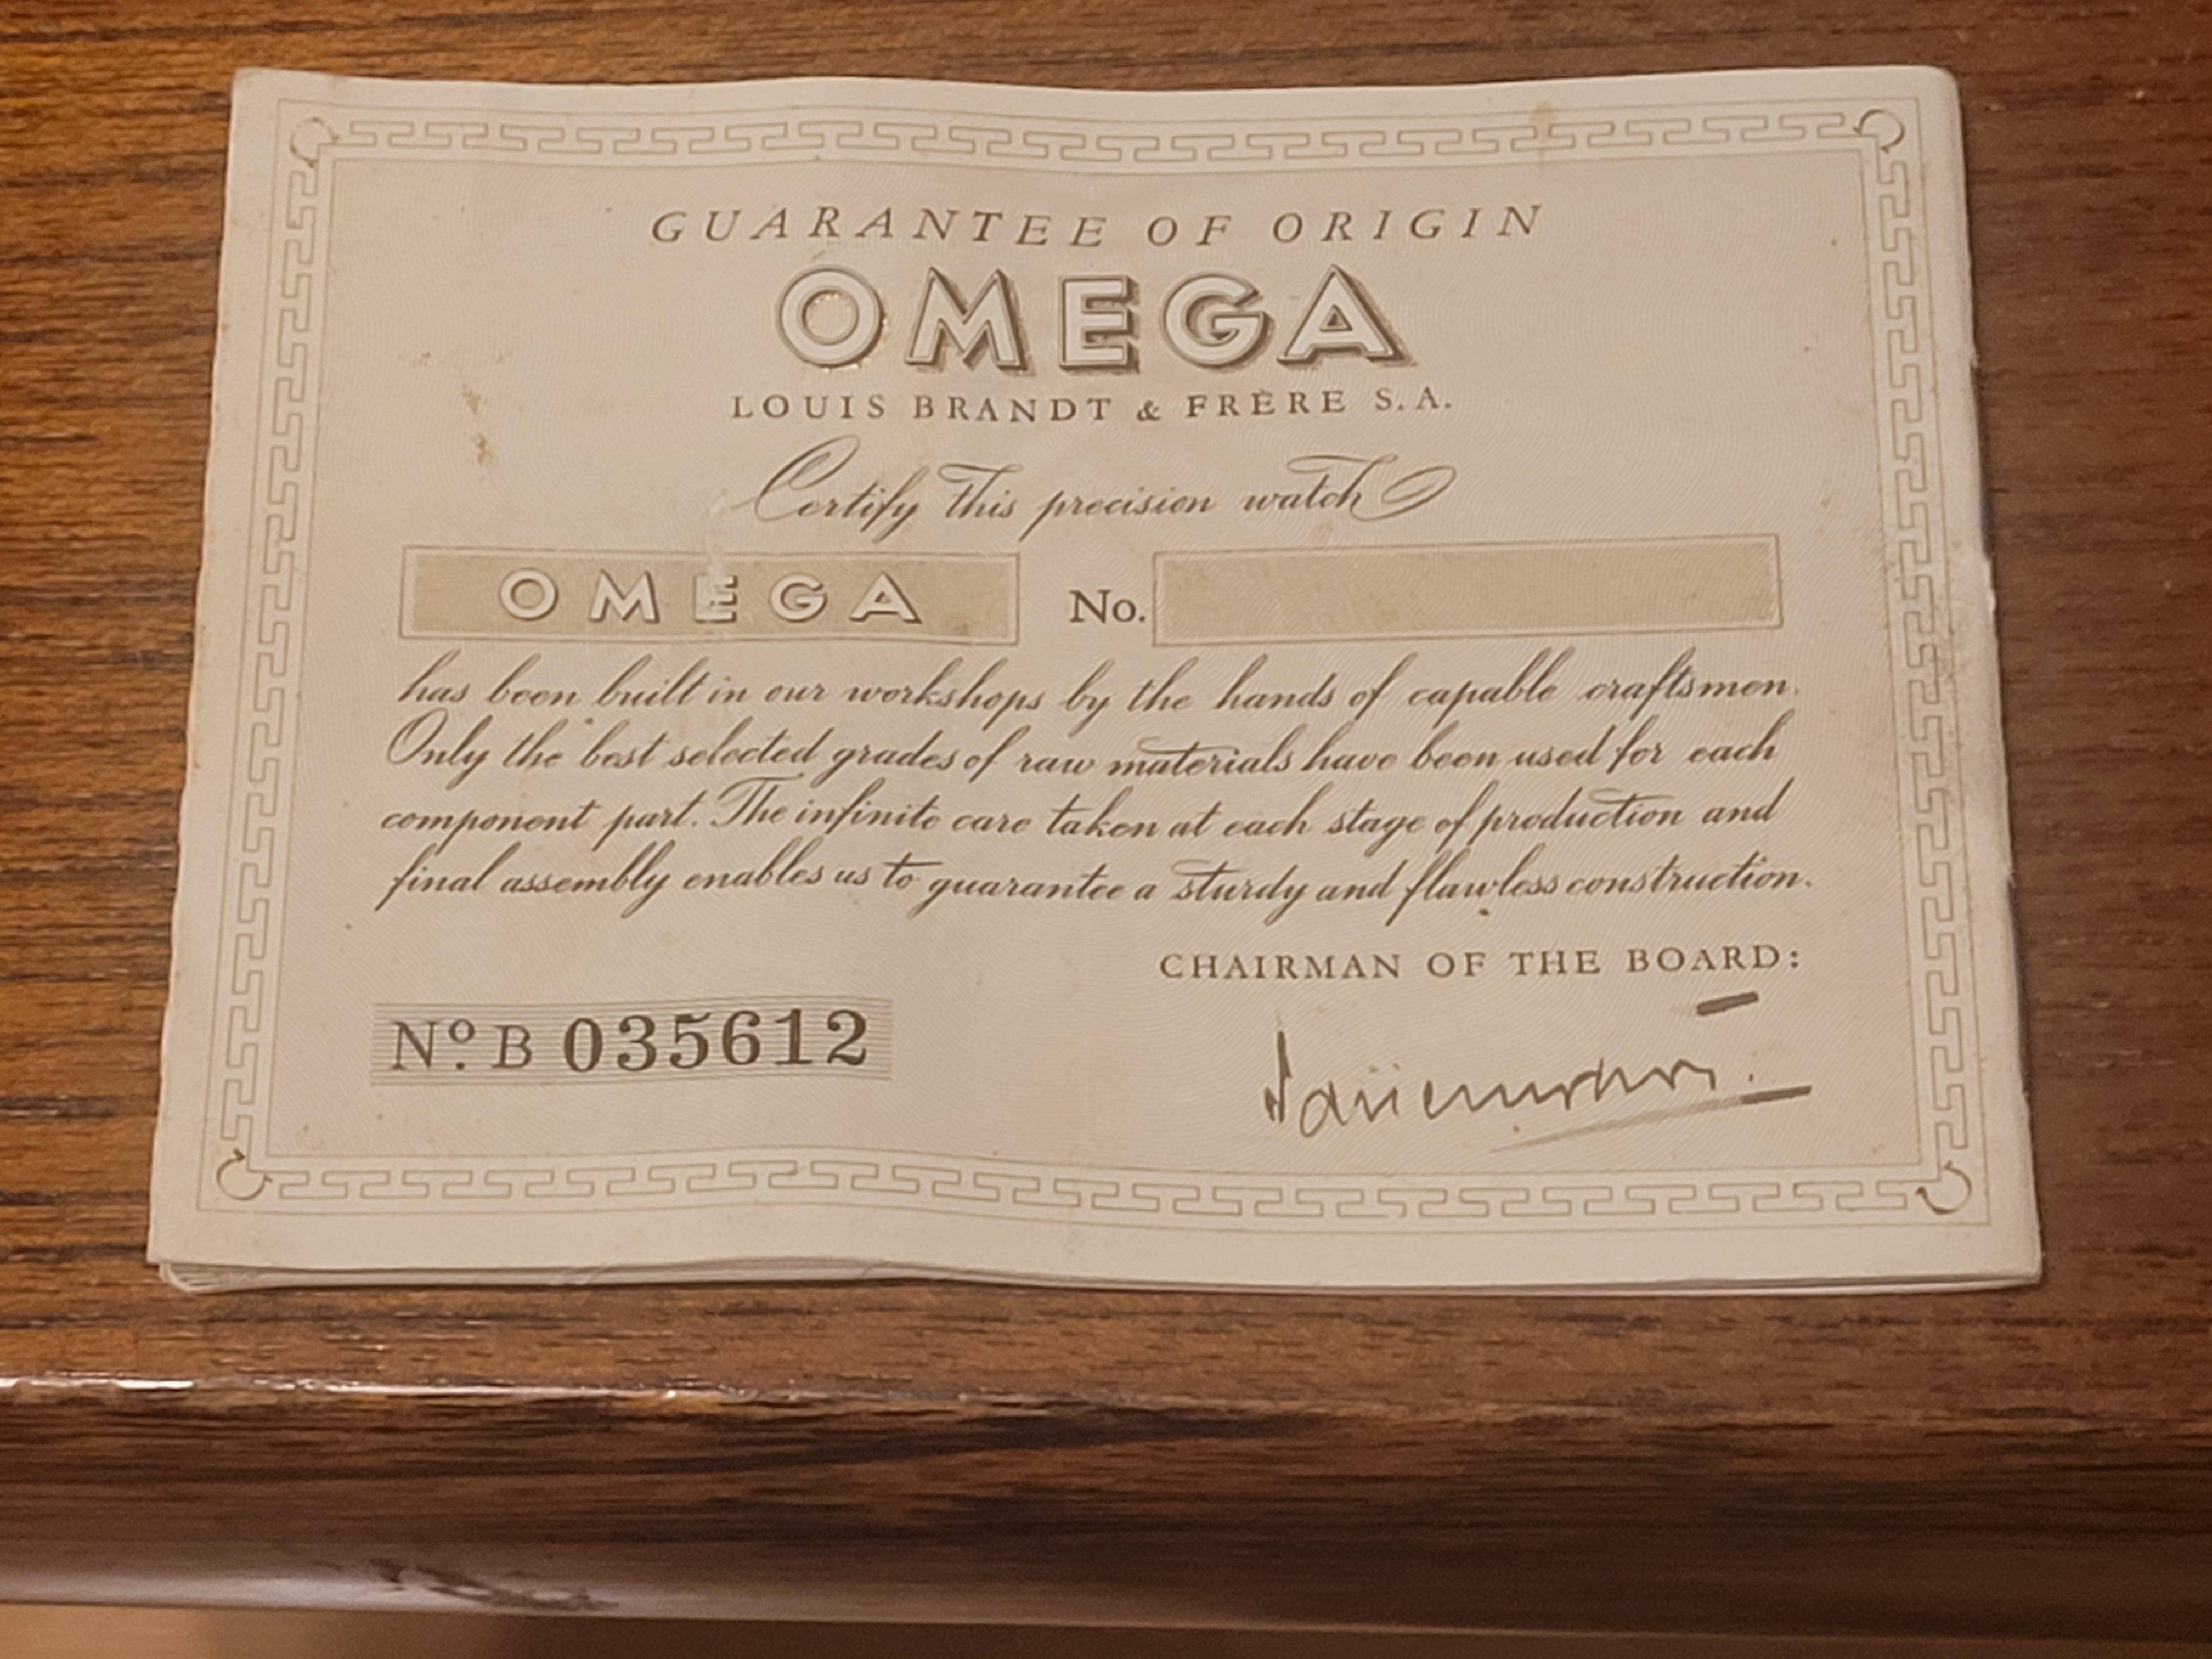 GUARANTEE OF ORIGIN
OMEGA
LOUIS BRANDT & FRÈRE S.A.
Certify this precision watch
OMEGA No.
has been built in our workshops by the hands of capable craftsmen.
Only the best selected grades of raw materials have been used for each
component part. The infinite care taken at each stage of production and
final assembly enables us to guarantee a sturdy and flawless construction.
CHAIRMAN OF THE BOARD:
Nº. B 035612